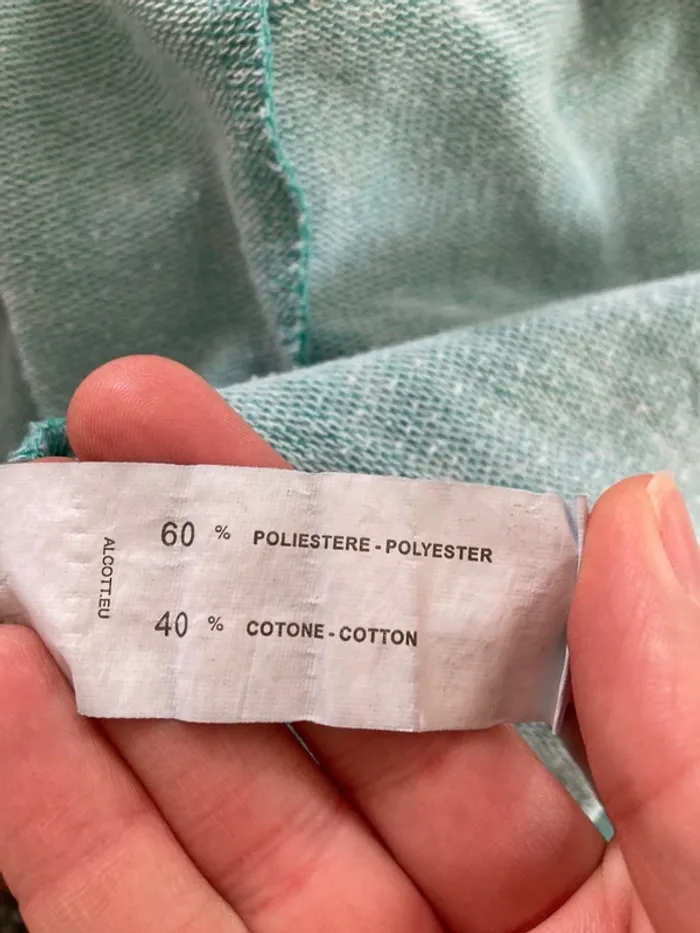 60 % POLIESTERE - POLYESTER
40 % COTONE - COTTON
ALCOTT.EU